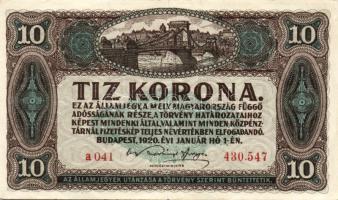 10 10
TIZ KORONA.
EZ AZ ÁLLAMJEGY, A MELY MAGYARORSZÁG FÜGGŐ
ADÓSSÁGÁNAK RÉSZE, A TÖRVÉNY HATÁROZATAIHOZ
KÉPEST MINDENKI ÁLTAL, VALAMINT MINDEN KÖZPÉNZ-
TÁRNÁL FIZETÉSKÉP TELJES NÉVÉRTÉKBEN ELFOGADANDÓ.
BUDAPEST, 1920. ÉVI JANUÁR HÓ 1-ÉN.
a 041 430.547
10 10
AZ ÁLLAMJEGYEK UTÁNZÁSA A TÖRVÉNY SZERINT BÜNTETTETIK.